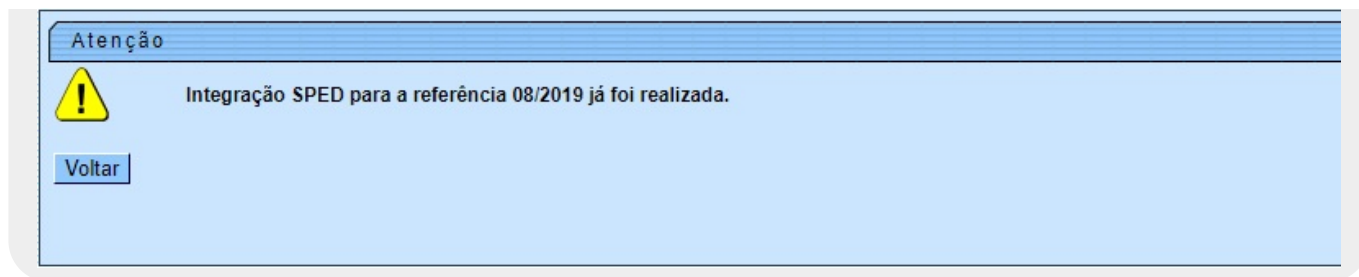 Atenção
Integração SPED para a referência 08/2019 já foi realizada.
Voltar